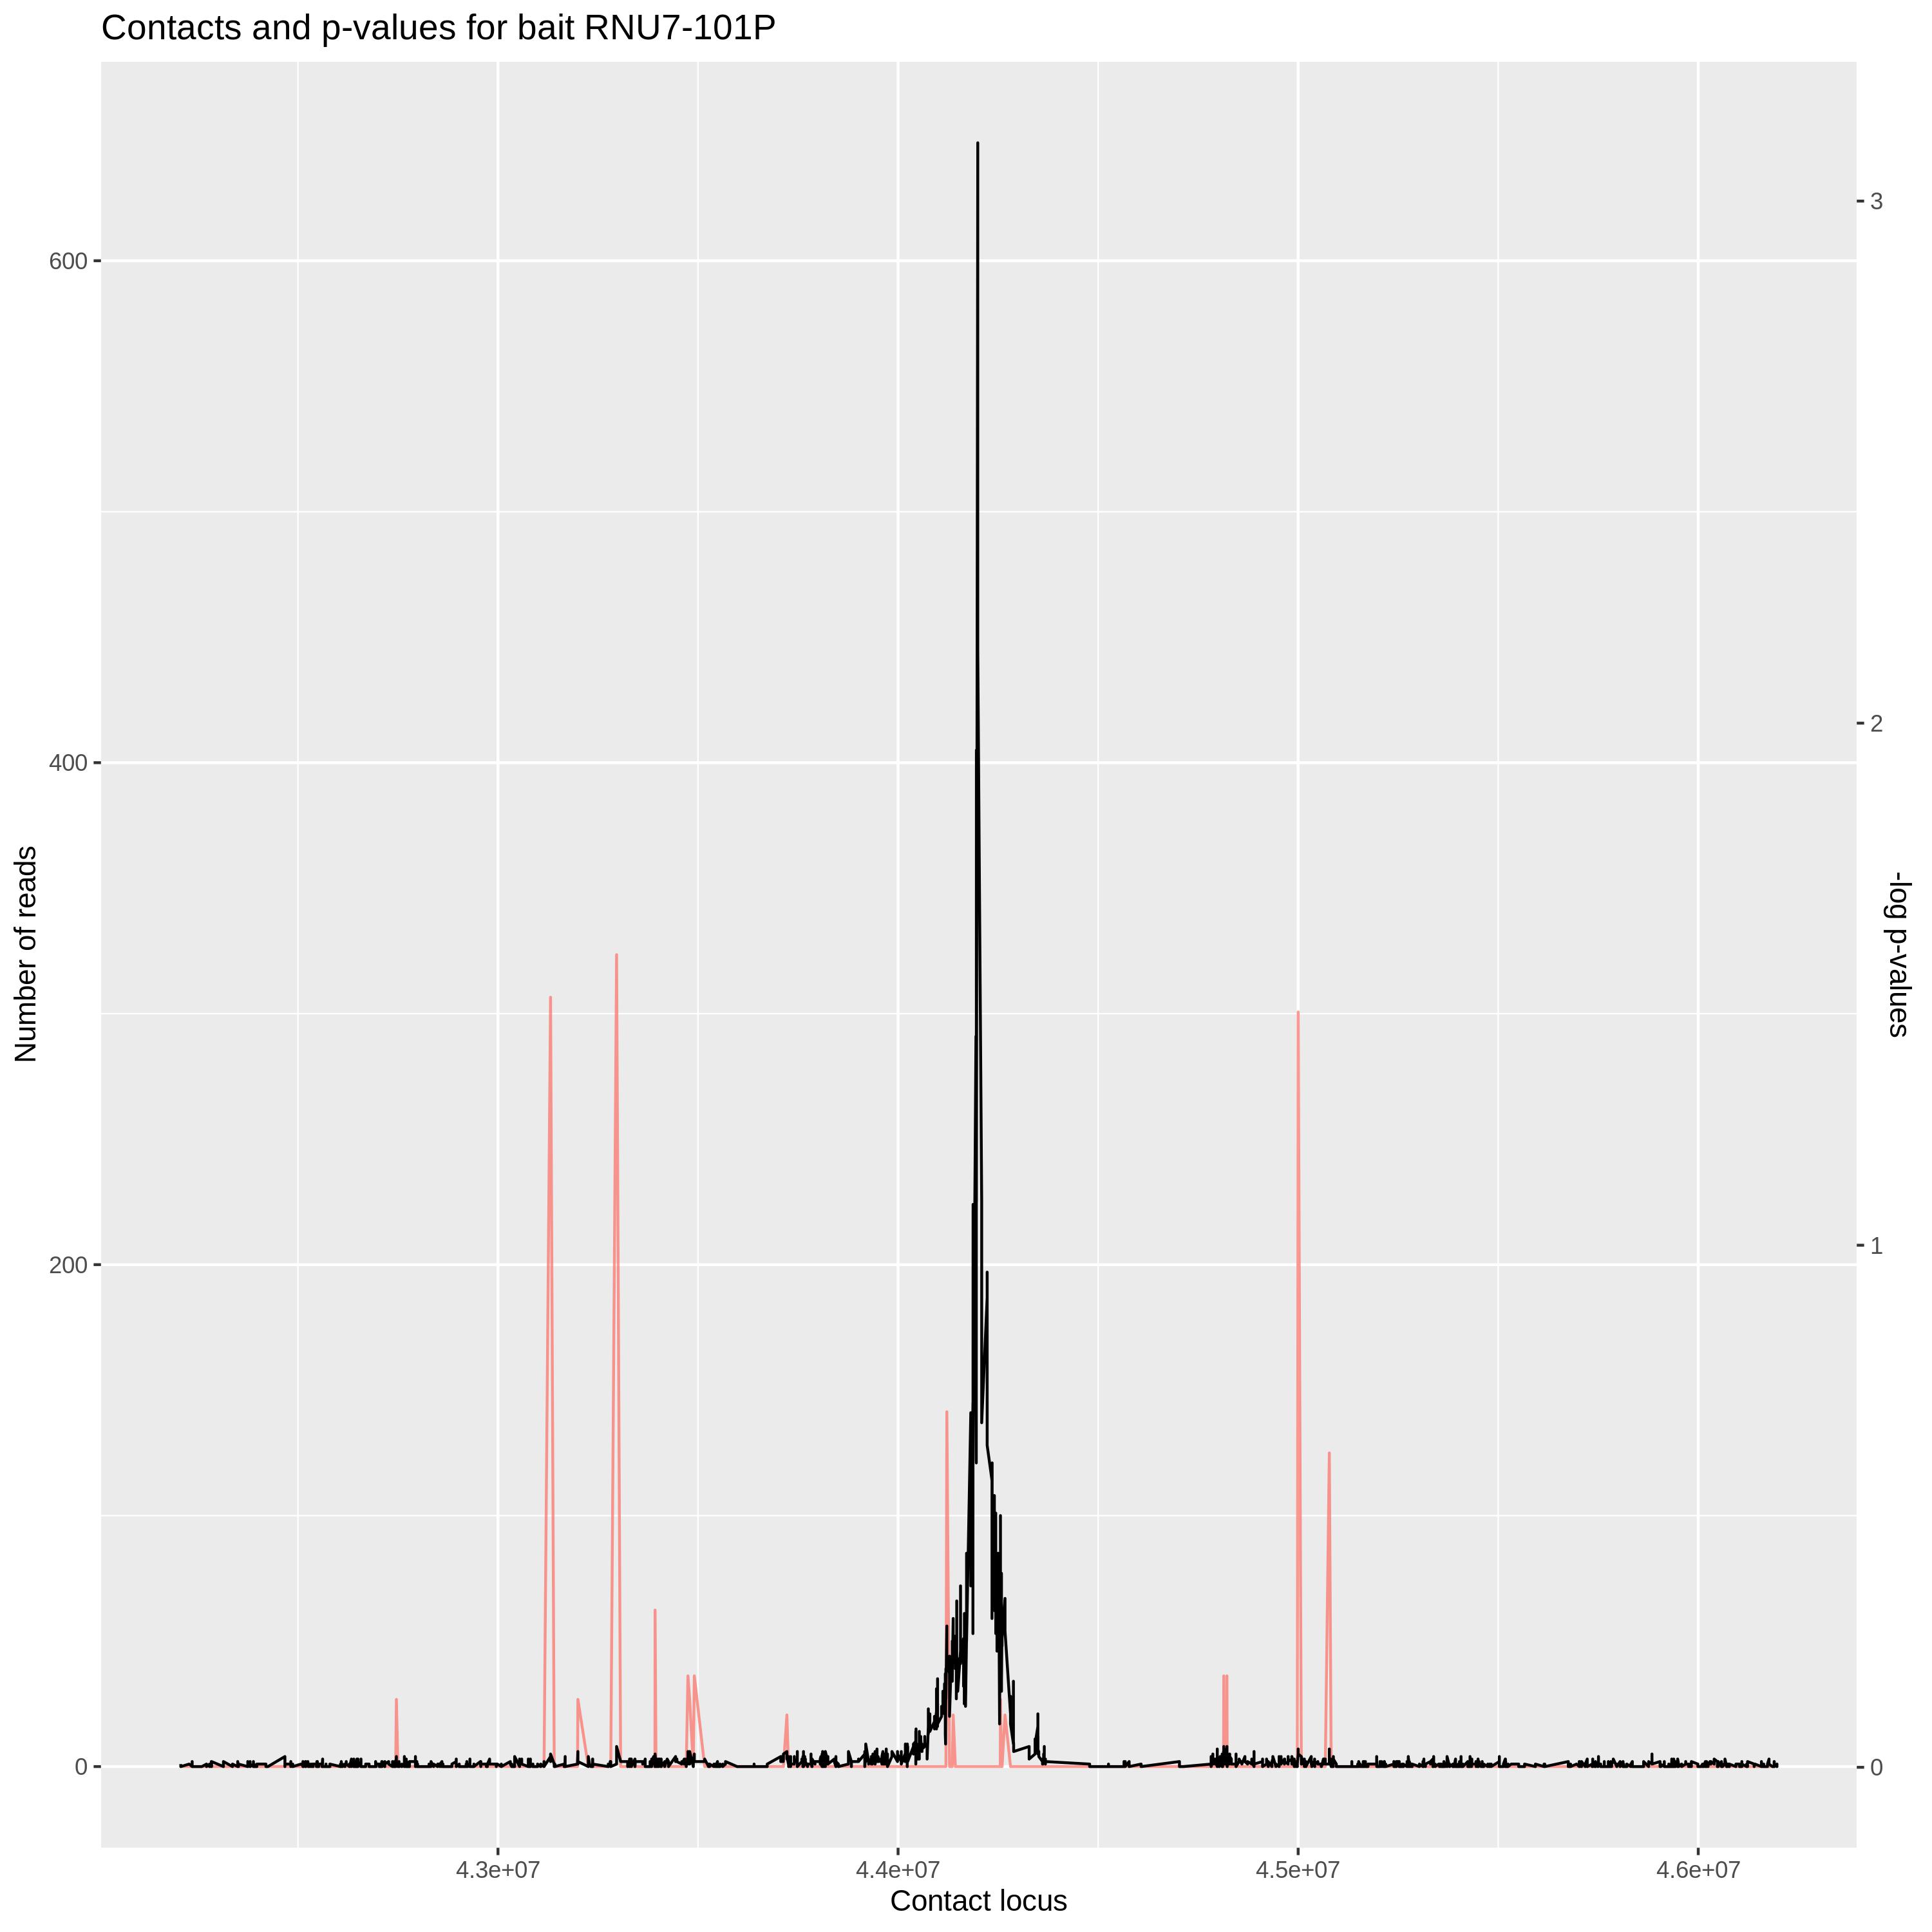 Contacts and p-values for bait RNU7-101P
600
400
200
0
Number of reads
3
2
1
0
-log p-values
4.3e+07
4.4e+07
4.5e+07
4.6e+07
Contact locus